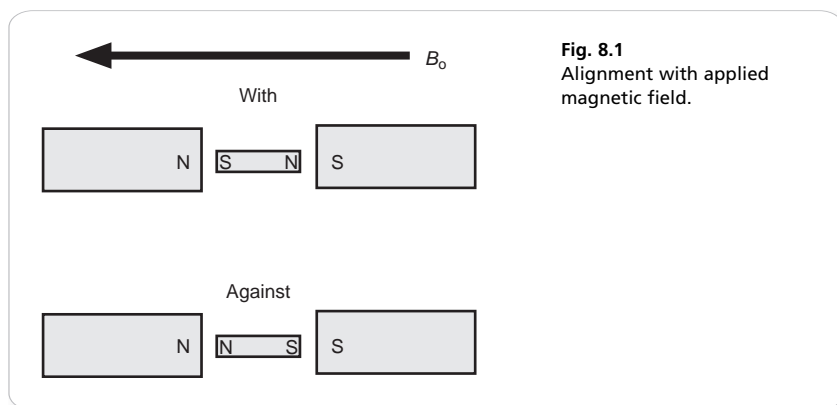 B₀
With
N S N S
Against
N N S S
Fig. 8.1
Alignment with applied
magnetic field.